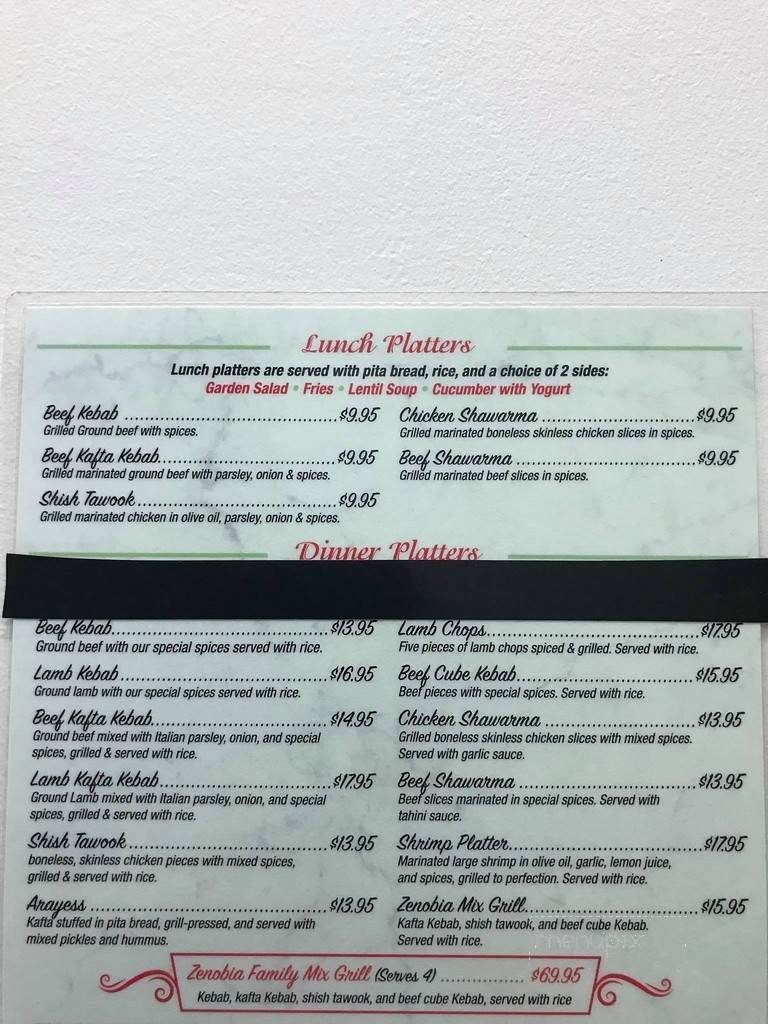 Lunch Platters
Lunch platters are served with pita bread, rice, and a choice of 2 sides:
Garden Salad • Fries • Lentil Soup • Cucumber with Yogurt
Beef Kebab ........................................ $9.95
Grilled Ground beef with spices.
Beef Kafta Kebab.................................. $9.95
Grilled marinated ground beef with parsley, onion & spices.
Shish Tawook...................................... $9.95
Grilled marinated chicken in olive oil, parsley, onion & spices.
Chicken Shawarma ............................. $9.95
Grilled marinated boneless skinless chicken slices in spices.
Beef Shawarma.................................. $9.95
Grilled marinated beef slices in spices.
Dinner Platters
Beef Kebab.......................................... $13.95
Ground beef with our special spices served with rice.
Lamb Kebab........................................ $16.95
Ground lamb with our special spices served with rice.
Beef Kafta Kebab................................. $14.95
Ground beef mixed with Italian parsley, onion, and special
spices, grilled & served with rice.
Lamb Kafta Kebab................................ $17.95
Ground Lamb mixed with Italian parsley, onion, and special
spices, grilled & served with rice.
Shish Tawook...................................... $13.95
boneless, skinless chicken pieces with mixed spices,
grilled & served with rice.
Arayess .............................................. $13.95
Kafta stuffed in pita bread, grill-pressed, and served with
mixed pickles and hummus.
Lamb Chops........................................ $17.95
Five pieces of lamb chops spiced & grilled. Served with rice.
Beef Cube Kebab.................................. $15.95
Beef pieces with special spices. Served with rice.
Chicken Shawarma ............................. $13.95
Grilled boneless skinless chicken slices with mixed spices.
Served with garlic sauce.
Beef Shawarma .................................. $13.95
Beef slices marinated in special spices. Served with
tahini sauce.
Shrimp Platter..................................... $17.95
Marinated large shrimp in olive oil, garlic, lemon juice,
and spices, grilled to perfection. Served with rice.
Zenobia Mix Grill................................. $15.95
Kafta Kebab, shish tawook, and beef cube Kebab.
Served with rice.
menupix
Zenobia Family Mix Grill (Serves 4) ................ $69.95
Kebab, kafta Kebab, shish tawook, and beef cube Kebab, served with rice